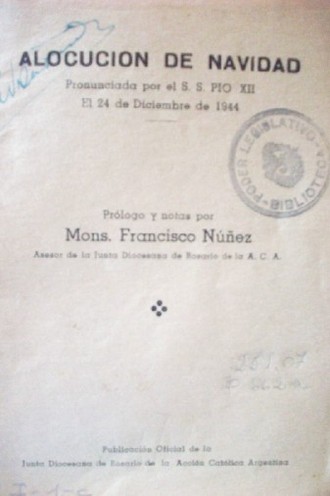 ALOCUCION DE NAVIDAD
Pronunciada por el S. S. PIO XII
El 24 de Diciembre de 1944
PODER LEGISLATIVO
BIBLIOTECA
Prólogo y notas por
Mons. Francisco Núñez
Asesor de la Junta Diocesana de Rosario de la A. C. A.
Publicación Oficial de la
Junta Diocesana de Rosario de la Acción Católica Argentina